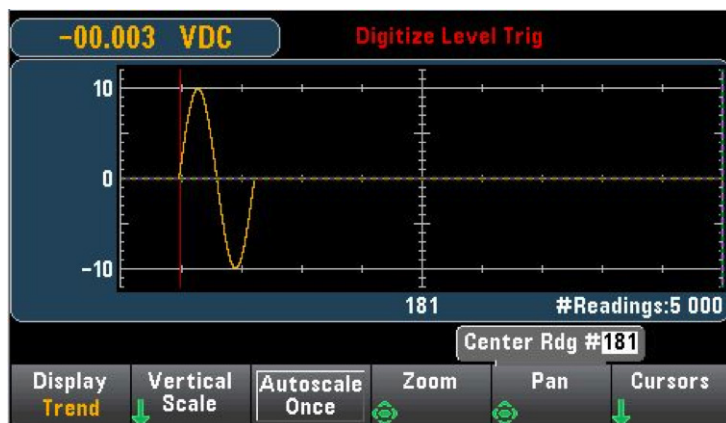 -00.003 VDC
Digitize Level Trig
10
0
-10
181 #Readings:5 000
Center Rdg #181
Display Trend
Vertical Scale
Autoscale Once
Zoom
Pan
Cursors